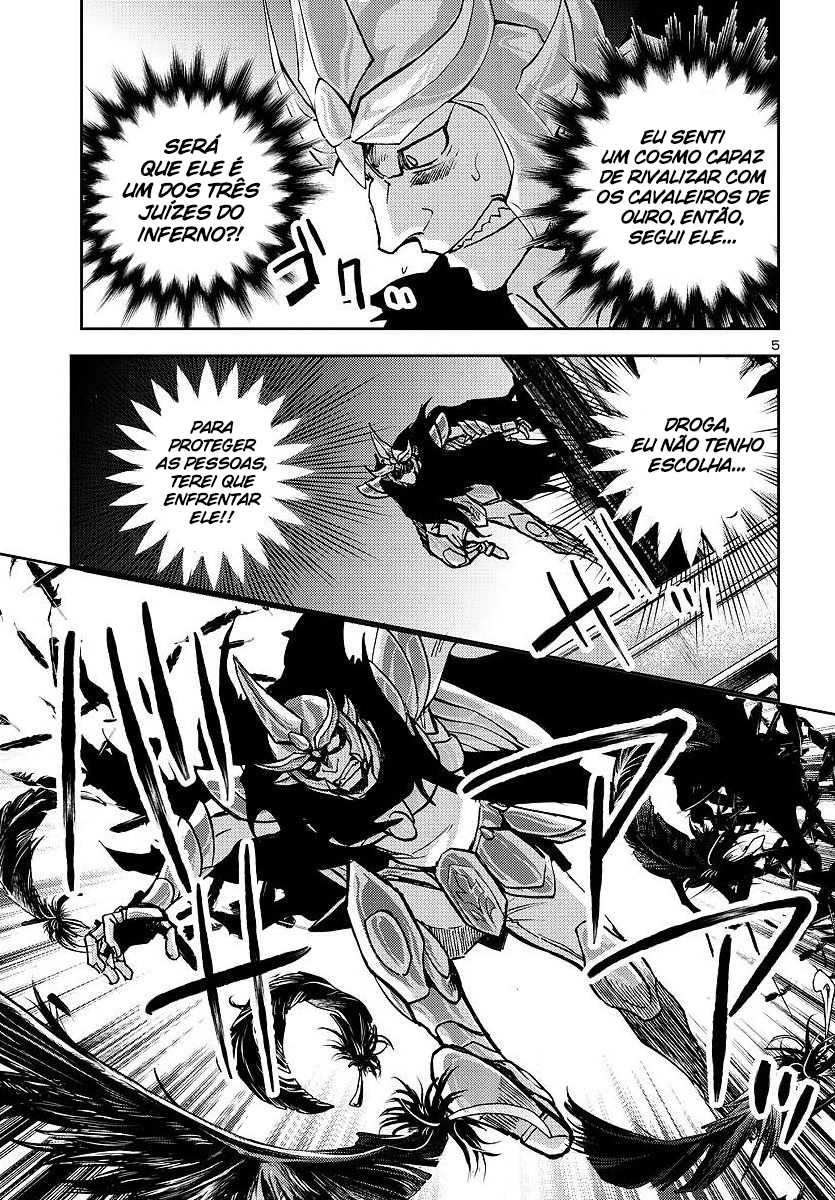 EU SENTI
UM COSMO CAPAZ
DE RIVALIZAR COM
OS CAVALEIROS DE
OURO, ENTÃO,
SEGUI ELE...
SERÁ
QUE ELE É
UM DOS TRÊS
JUÍZES DO
INFERNO?!
ゴク
5
DROGA,
EU NÃO TENHO
ESCOLHA...
PARA
PROTEGER
AS PESSOAS,
TEREI QUE
ENFRENTAR
ELE!!